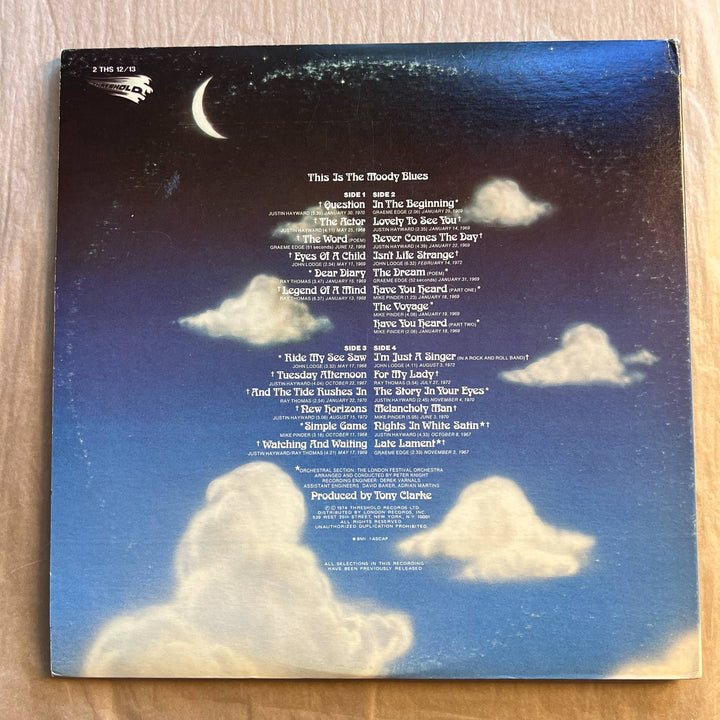 2 THS 12/13
THRESHOLD
This Is The Moody Blues
SIDE 1
†Question
JUSTIN HAYWARD (5.39) JANUARY 30, 1970
†The Actor
JUSTIN HAYWARD (4.11) MAY 25, 1968
†The Word (POEM)
GRAEME EDGE (51 seconds) JUNE 12, 1968
†Eyes Of A Child
JOHN LODGE (2.34) MAY 17, 1969
*Dear Diary
RAY THOMAS (3.47) JANUARY 15, 1969
†Legend Of A Mind
RAY THOMAS (6.37) JANUARY 13, 1968
SIDE 2
In The Beginning*
GRAEME EDGE (2.06) JANUARY 29, 1969
Lovely To See You†
JUSTIN HAYWARD (2.35) JANUARY 14, 1969
Never Comes The Day†
JUSTIN HAYWARD (4.39) JANUARY 22, 1969
Isn't Life Strange†
JOHN LODGE (6.32) FEBRUARY 14, 1972
The Dream (POEM)*
GRAEME EDGE (52 seconds) JANUARY 31, 1969
Have You Heard (PART ONE)*
MIKE PINDER (1.23) JANUARY 18, 1969
The Voyage*
MIKE PINDER (4.08) JANUARY 19, 1969
Have You Heard (PART TWO)*
MIKE PINDER (2.06) JANUARY 18, 1969
SIDE 3
*Ride My See Saw
JOHN LODGE (3.32) MAY 17, 1968
†Tuesday Afternoon
JUSTIN HAYWARD (4.04) OCTOBER 22, 1967
†And The Tide Rushes In
RAY THOMAS (2.54) JANUARY 22, 1970
†New Horizons
JUSTIN HAYWARD (3.06) AUGUST 15, 1972
*Simple Game
MIKE PINDER (3.18) OCTOBER 11, 1968
†Watching And Waiting
JUSTIN HAYWARD/RAY THOMAS (4.21) MAY 17, 1969
SIDE 4
I'm Just A Singer (IN A ROCK AND ROLL BAND)†
JOHN LODGE (4.11) AUGUST 3, 1972
For My Lady†
RAY THOMAS (3.54) JULY 27, 1972
The Story In Your Eyes*
JUSTIN HAYWARD (2.45) NOVEMBER 4, 1970
Melancholy Man†
MIKE PINDER (5.05) JUNE 3, 1970
Nights In White Satin*†
JUSTIN HAYWARD (4.33) OCTOBER 8, 1967
Late Lament*†
GRAEME EDGE (2.33) NOVEMBER 3, 1967
*ORCHESTRAL SECTION: THE LONDON FESTIVAL ORCHESTRA
ARRANGED AND CONDUCTED BY PETER KNIGHT
RECORDING ENGINEER: DEREK VARNALS
ASSISTANT ENGINEERS: DAVID BAKER, ADRIAN MARTINS
Produced by Tony Clarke
Ⓟ © 1974 THRESHOLD RECORDS LTD.
DISTRIBUTED BY LONDON RECORDS, INC.
539 WEST 25th STREET, NEW YORK, N.Y. 10001
ALL RIGHTS RESERVED
UNAUTHORIZED DUPLICATION PROHIBITED.
*BMI †ASCAP
ALL SELECTIONS IN THIS RECORDING
HAVE BEEN PREVIOUSLY RELEASED